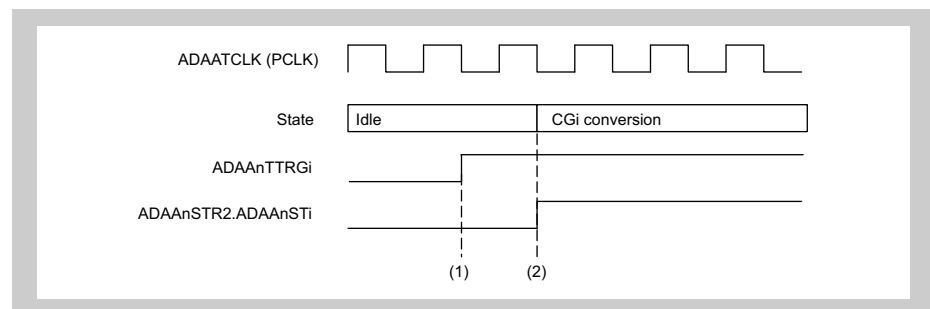 ADAATCLK (PCLK)
State Idle CGi conversion
ADAAnTTRGi
ADAAnSTR2.ADAAnSTi
(1) (2)